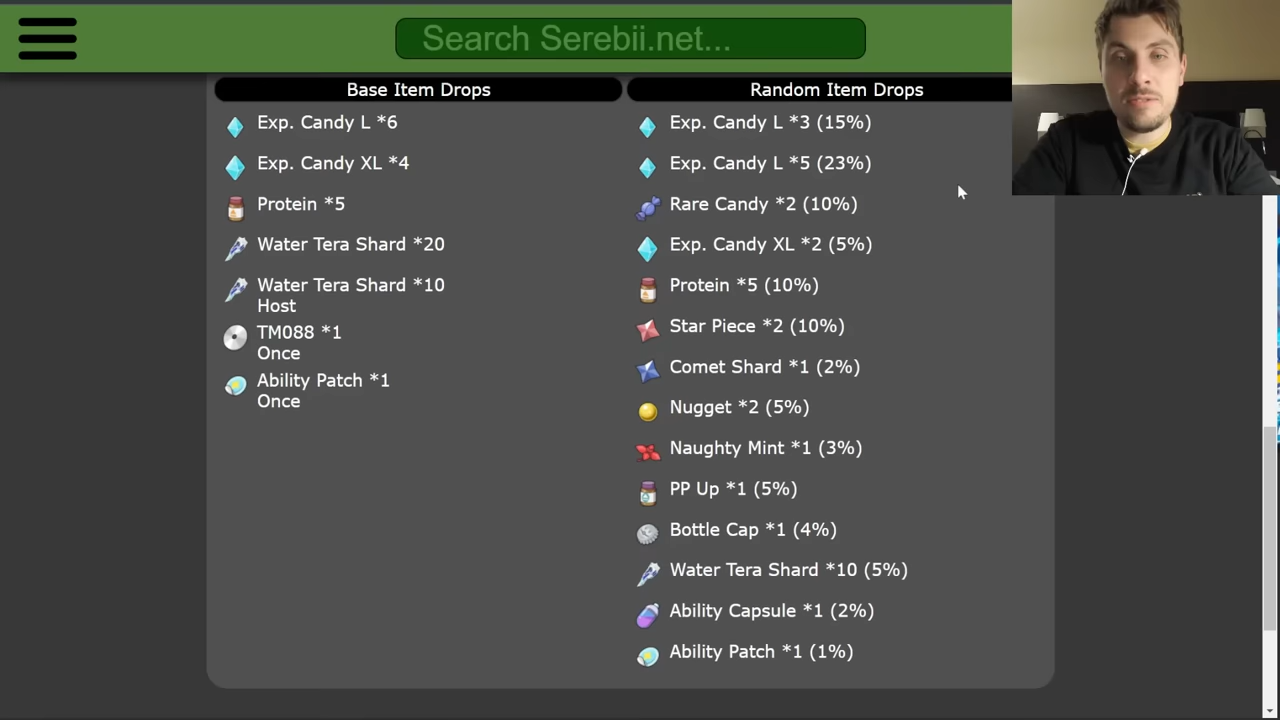 Search Serebii.net...
Base Item Drops
Exp. Candy L *6
Exp. Candy XL *4
Protein *5
Water Tera Shard *20
Water Tera Shard *10
Host
TM088 *1
Once
Ability Patch *1
Once
Random Item Drops
Exp. Candy L *3 (15%)
Exp. Candy L *5 (23%)
Rare Candy *2 (10%)
Exp. Candy XL *2 (5%)
Protein *5 (10%)
Star Piece *2 (10%)
Comet Shard *1 (2%)
Nugget *2 (5%)
Naughty Mint *1 (3%)
PP Up *1 (5%)
Bottle Cap *1 (4%)
Water Tera Shard *10 (5%)
Ability Capsule *1 (2%)
Ability Patch *1 (1%)